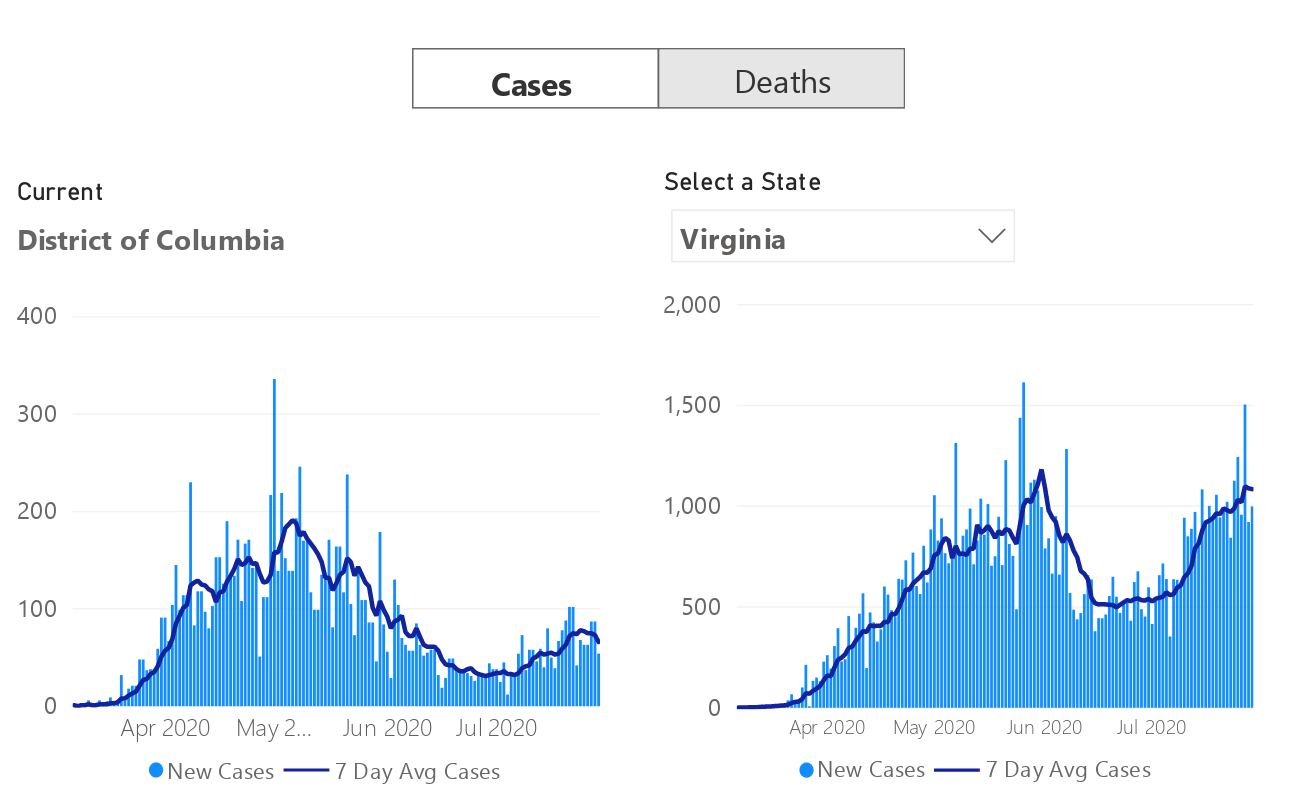 Cases
Deaths
Current
District of Columbia
400
300
200
100
0
Apr 2020
May 2...
Jun 2020
Jul 2020
New Cases
7 Day Avg Cases
Select a State
Virginia
2,000
1,500
1,000
500
0
Apr 2020
May 2020
Jun 2020
Jul 2020
New Cases
7 Day Avg Cases